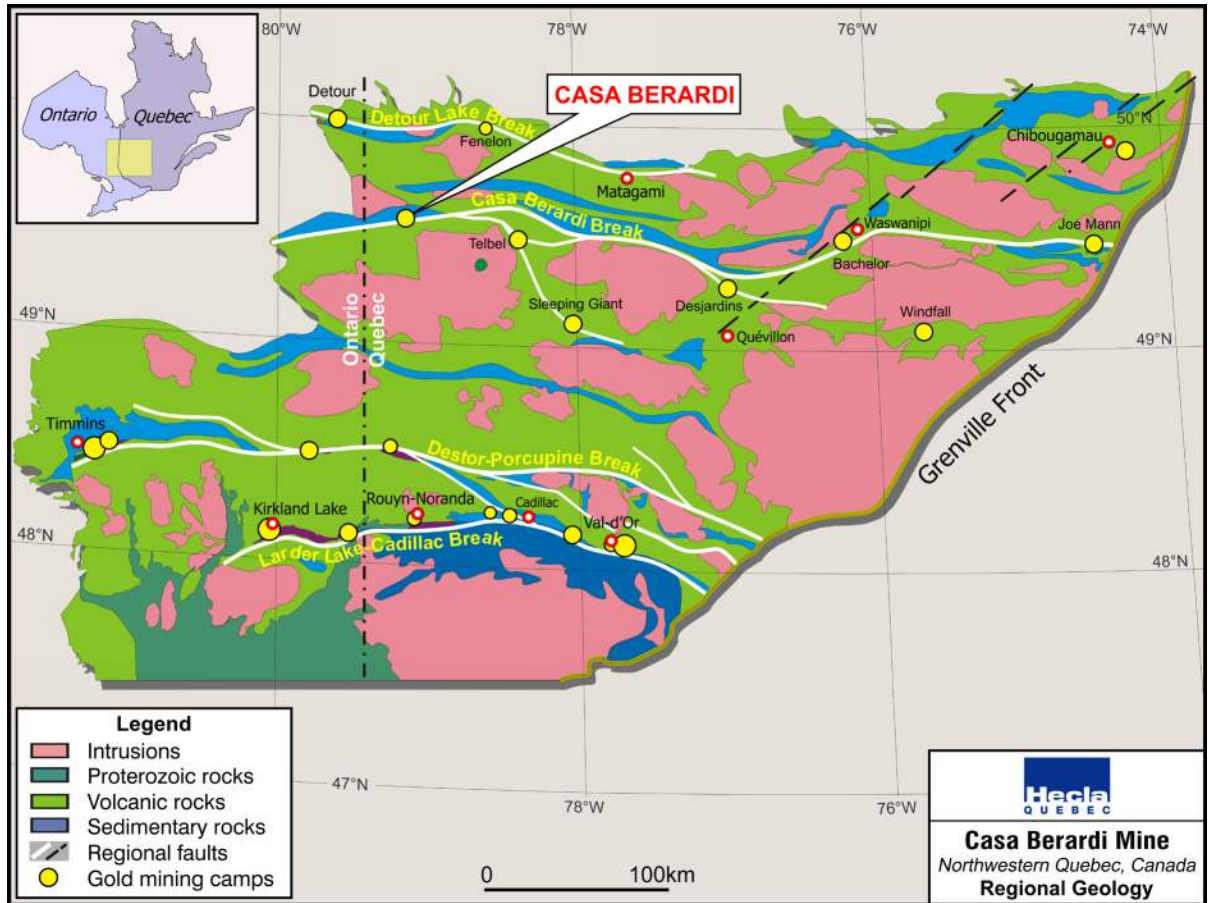 80°W
78°W
76°W
74°W
Ontario
Quebec
CASA BERARDI
Detour
Detour Lake Break
Fenelon
50°N
Chibougamau
Matagami
Casa Berardi Break
Waswanipi
Joe Mann
Telbel
Bachelor
Desjardins
Sleeping Giant
Windfall
49°N
Ontario
Quebec
Quévillon
49°N
Grenville Front
Timmins
Destor-Porcupine Break
Kirkland Lake
Rouyn-Noranda
Cadillac
Val-d'Or
48°N
Larder Lake-Cadillac Break
48°N
Legend
Intrusions
Proterozoic rocks
Volcanic rocks
Sedimentary rocks
Regional faults
Gold mining camps
47°N
78°W
76°W
0
100km
Hecla
QUEBEC
Casa Berardi Mine
Northwestern Quebec, Canada
Regional Geology